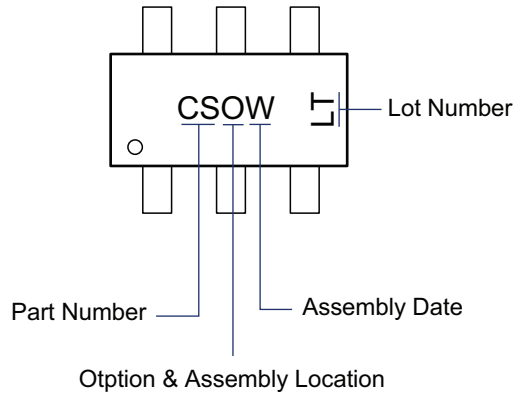 CSOW
LT
Lot Number
Part Number
Assembly Date
Otption & Assembly Location